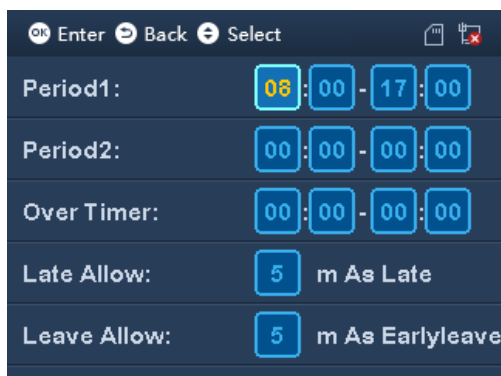 OK Enter Back Select
Period1: 08:00-17:00
Period2: 00:00-00:00
Over Timer: 00:00-00:00
Late Allow: 5 m As Late
Leave Allow: 5 m As Earlyleave